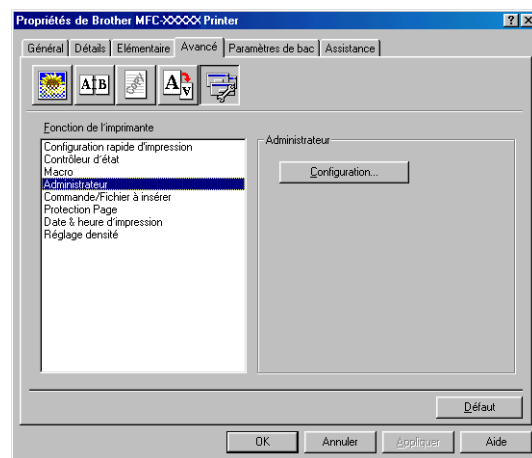 Propriétés de Brother MFC-XXXXX Printer
Général Détails Elémentaire Avancé Paramètres de bac Assistance
A B
A A
Fonction de l'imprimante
Configuration rapide d'impression
Contrôleur d'état
Macro
Administrateur
Commande/Fichier à insérer
Protection Page
Date & heure d'impression
Réglage densité
Administrateur
Configuration...
Défaut
OK Annuler Appliquer Aide